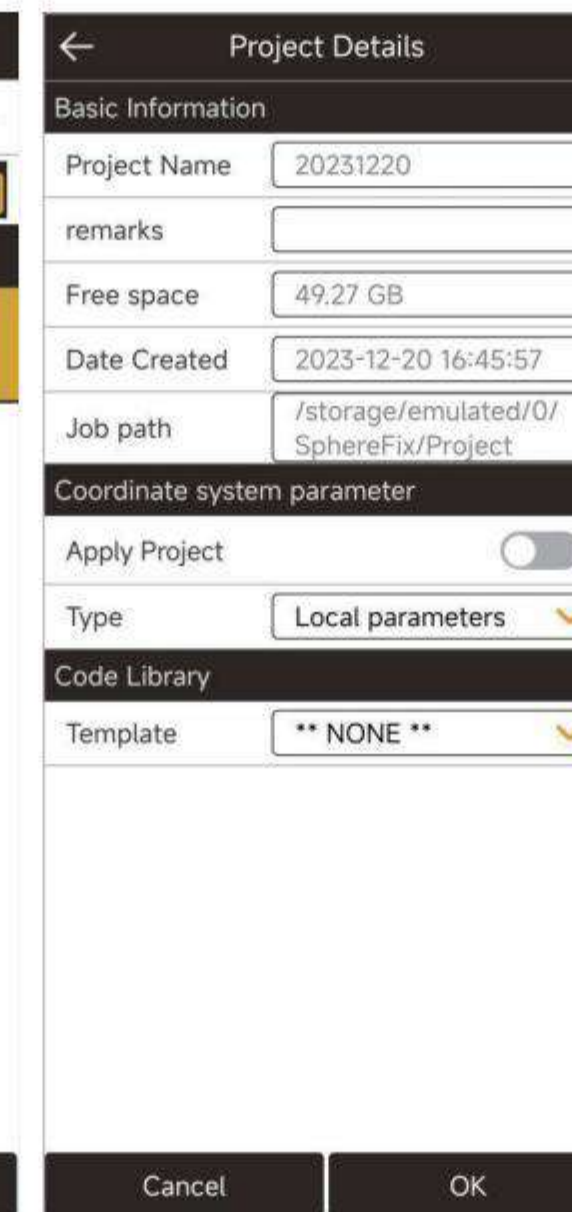 Project Details
Basic Information
Project Name 20231220
remarks
Free space 49.27 GB
Date Created 2023-12-20 16:45:57
Job path /storage/emulated/0/
SphereFix/Project
Coordinate system parameter
Apply Project
Type Local parameters
Code Library
Template ** NONE **
Cancel OK